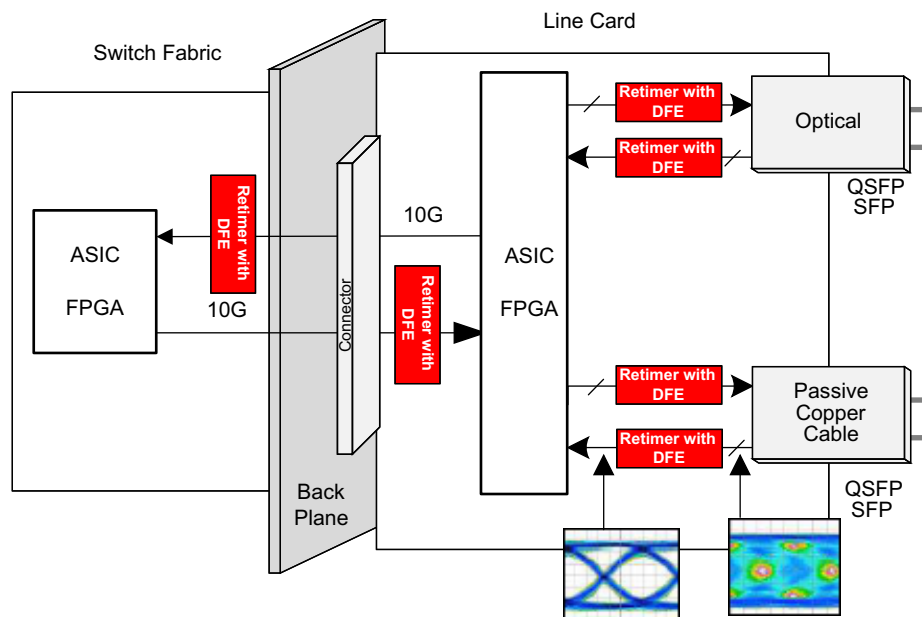 Switch Fabric
Line Card
Retimer with
DFE
Retimer with
DFE
Optical
QSFP
SFP
Retimer with
DFE
10G
ASIC
FPGA
10G
Connector
Retimer with
DFE
ASIC
FPGA
Retimer with
DFE
Retimer with
DFE
Passive
Copper
Cable
QSFP
SFP
Back
Plane